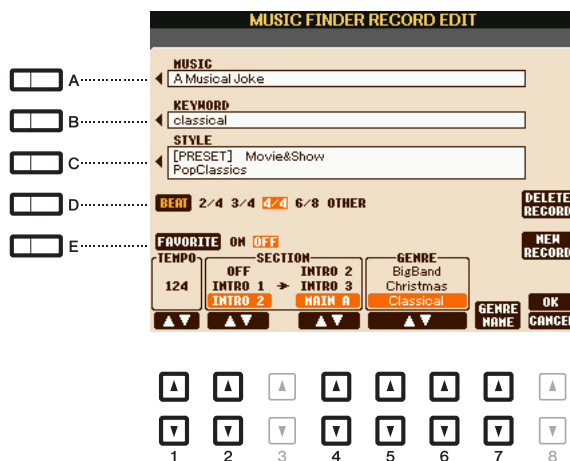 MUSIC FINDER RECORD EDIT
MUSIC
A Musical Joke
KEYWORD
classical
STYLE
[PRESET] Movie&Show
PopClassics
BEAT 2/4 3/4 4/4 6/8 OTHER
DELETE
RECORD
FAVORITE ON OFF
NEW
RECORD
TEMPO
124
SECTION
OFF INTRO 2
INTRO 1 INTRO 3
INTRO 2 MAIN A
GENRE
BigBand
Christmas
Classical
GENRE
NAME
OK
CANCEL
A
B
C
D
E
1 2 3 4 5 6 7 8